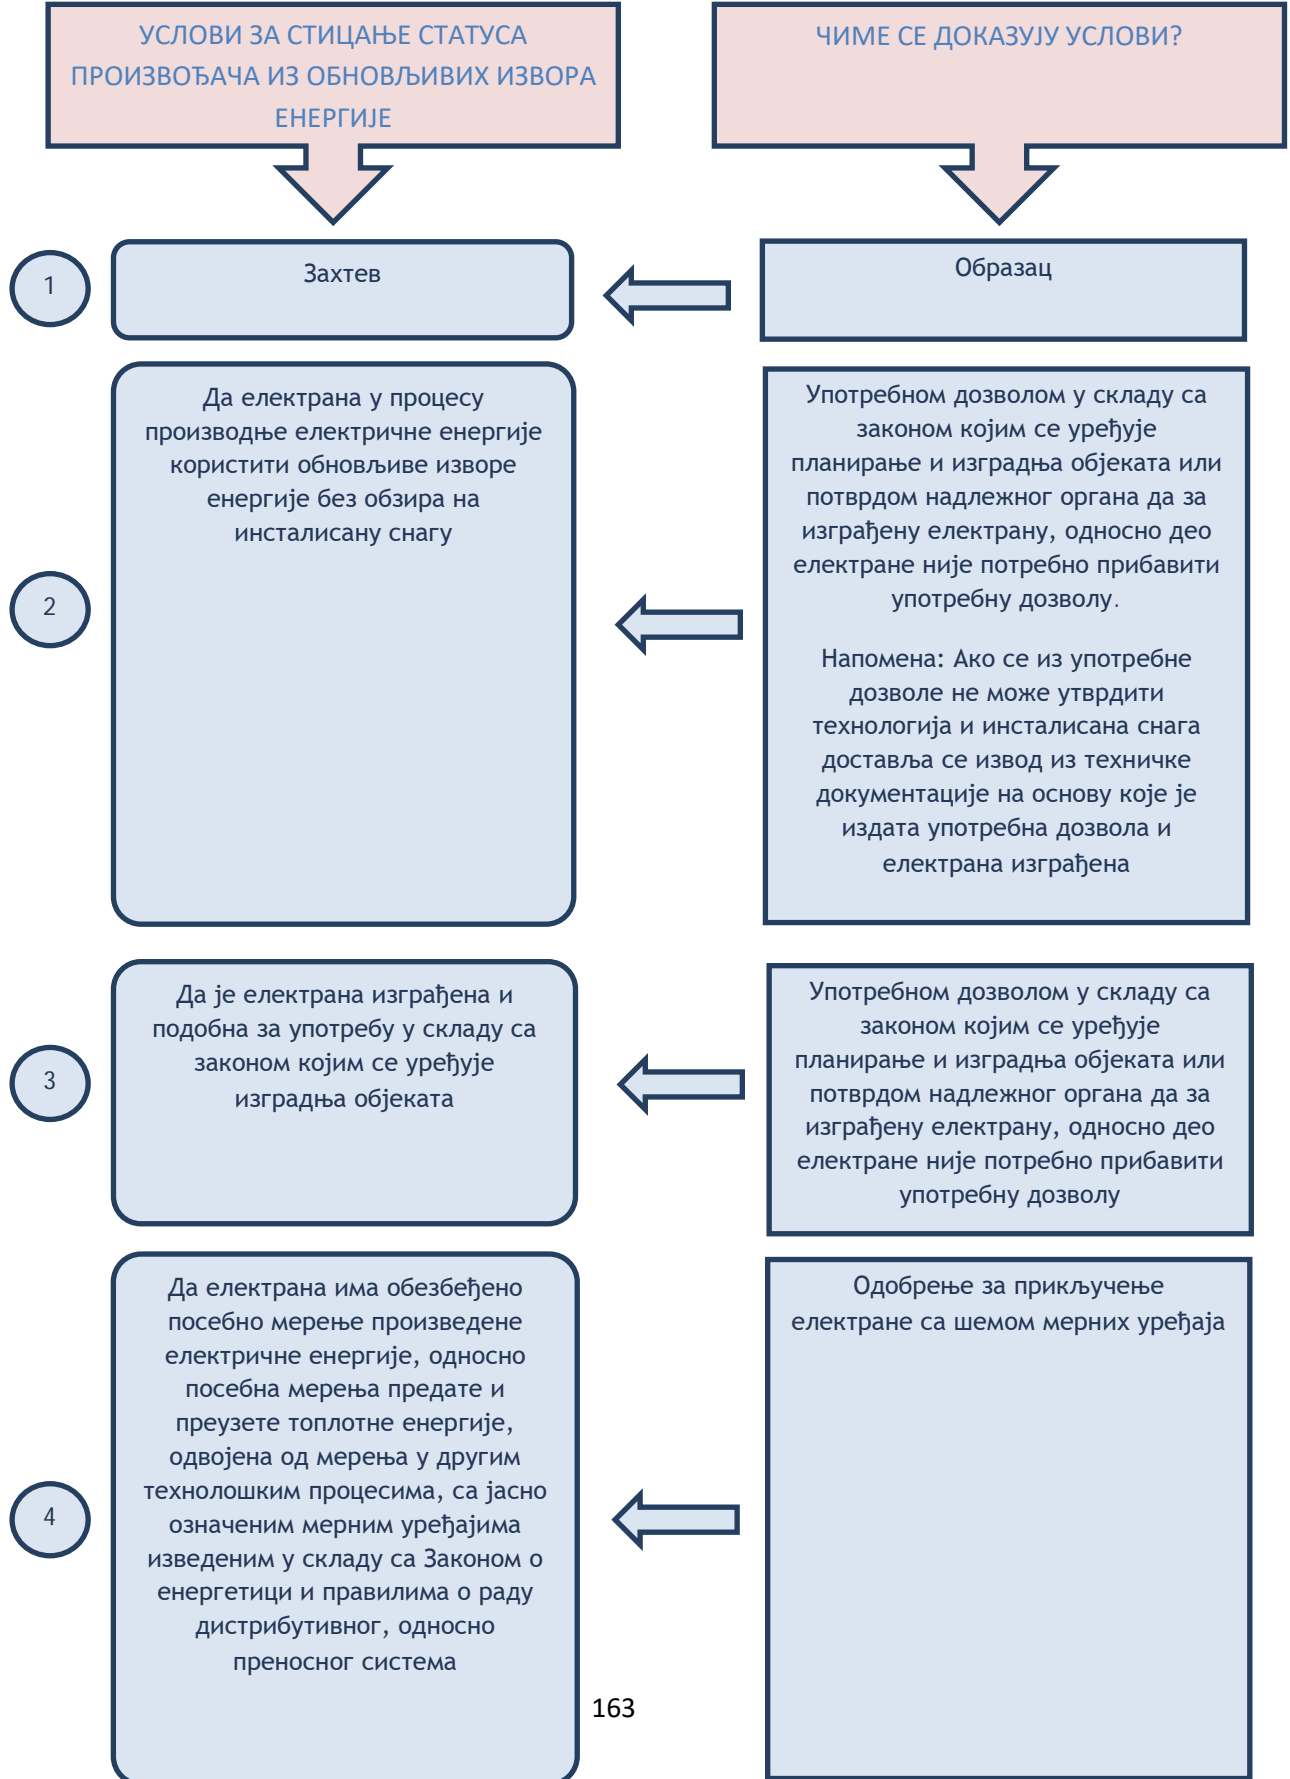 УСЛОВИ ЗА СТИЦАЊЕ СТАТУСА
ПРОИЗВОЂАЧА ИЗ ОБНОВЉИВИХ ИЗВОРА
ЕНЕРГИЈЕ
ЧИМЕ СЕ ДОКАЗУЈУ УСЛОВИ?
1
Захтев
Образац
2
Да електрана у процесу
производње електричне енергије
користити обновљиве изворе
енергије без обзира на
инсталисану снагу
Употребном дозволом у складу са
законом којим се уређује
планирање и изградња објеката или
потврдом надлежног органа да за
изграђену електрану, односно део
електране није потребно прибавити
употребну дозволу.
Напомена: Ако се из употребне
дозволе не може утврдити
технологија и инсталисана снага
доставља се извод из техничке
документације на основу које је
издата употребна дозвола и
електрана изграђена
3
Да је електрана изграђена и
подобна за употребу у складу са
законом којим се уређује
изградња објеката
Употребном дозволом у складу са
законом којим се уређује
планирање и изградња објеката или
потврдом надлежног органа да за
изграђену електрану, односно део
електране није потребно прибавити
употребну дозволу
4
Да електрана има обезбеђено
посебно мерење произведене
електричне енергије, односно
посебна мерења предате и
преузете топлотне енергије,
одвојена од мерења у другим
технолошким процесима, са јасно
означеним мерним уређајима
изведеним у складу са Законом о
енергетици и правилима о раду
дистрибутивног, односно
преносног система
Одобрење за прикључење
електране са шемом мерних уређаја
163